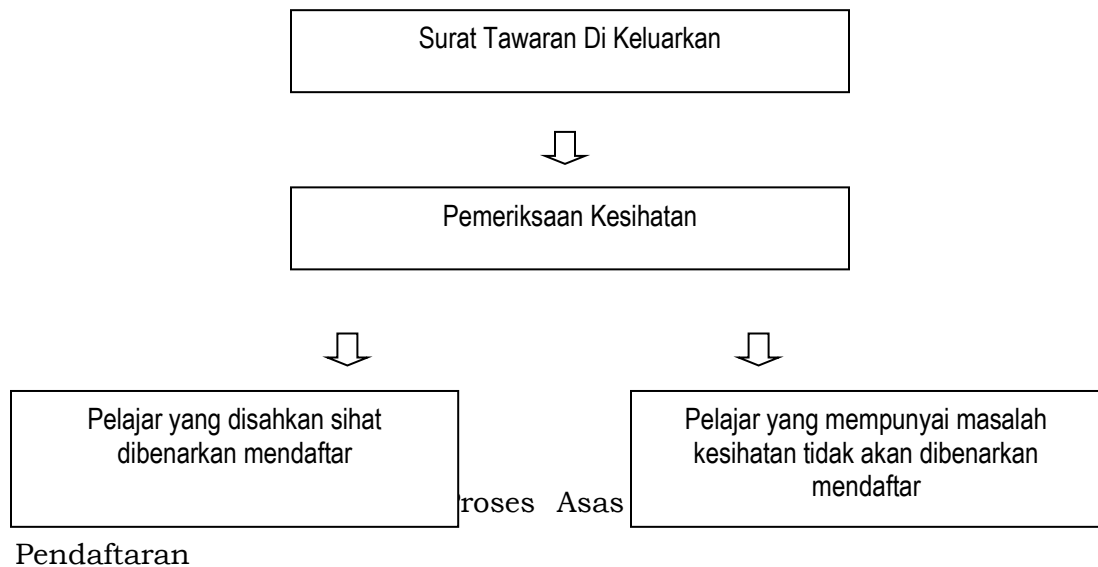 Surat Tawaran Di Keluarkan
Pemeriksaan Kesihatan
Pelajar yang disahkan sihat
dibenarkan mendaftar
Pelajar yang mempunyai masalah
kesihatan tidak akan dibenarkan
mendaftar
roses Asas
Pendaftaran